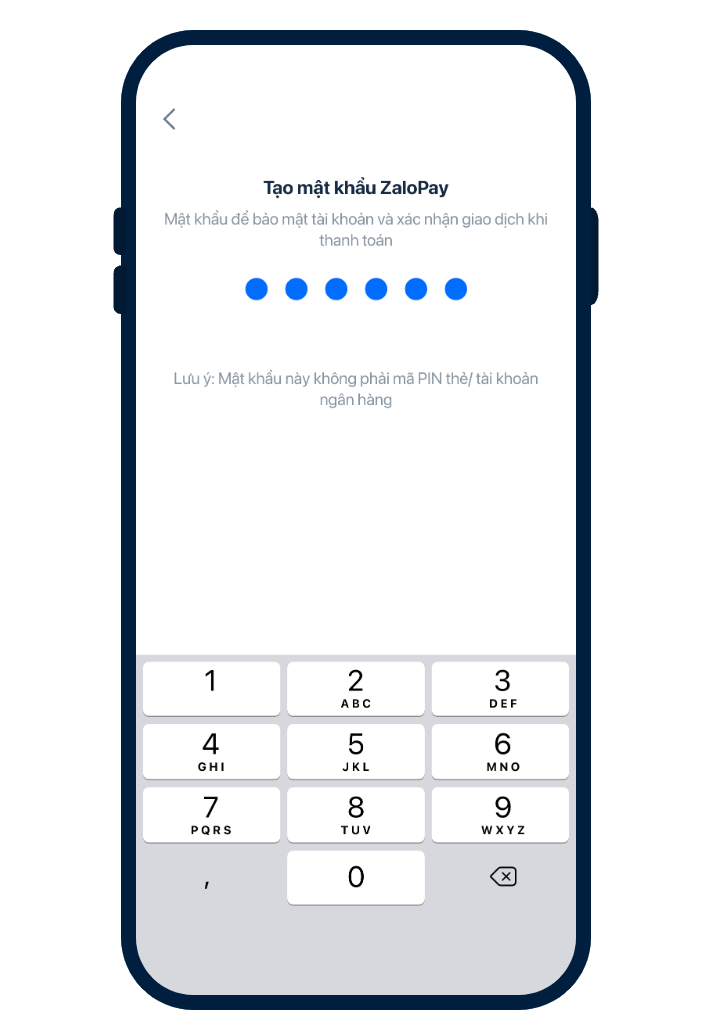 Tạo mật khẩu ZaloPay
Mật khẩu để bảo mật tài khoản và xác nhận giao dịch khi
thanh toán
Lưu ý: Mật khẩu này không phải mã PIN thẻ/ tài khoản
ngân hàng
1 2 3
ABC DEF
4 5 6
GHI JKL MNO
7 8 9
PQRS TUV WXYZ
, 0